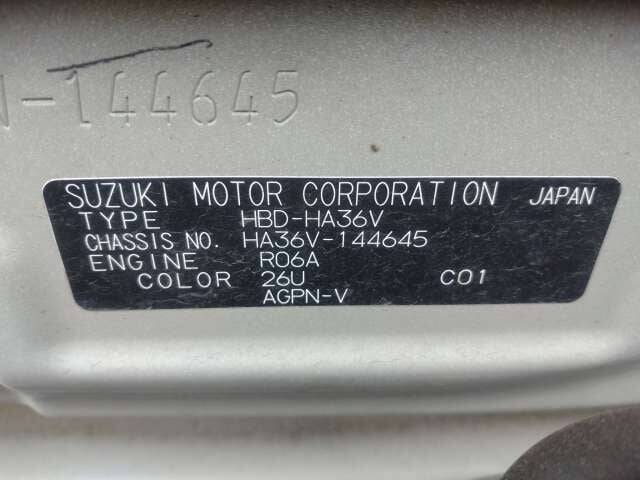 V-144645
SUZUKI MOTOR CORPORATION JAPAN
TYPE HBD-HA36V
CHASSIS NO. HA36V-144645
ENGINE R06A
COLOR 26U C01
AGPN-V